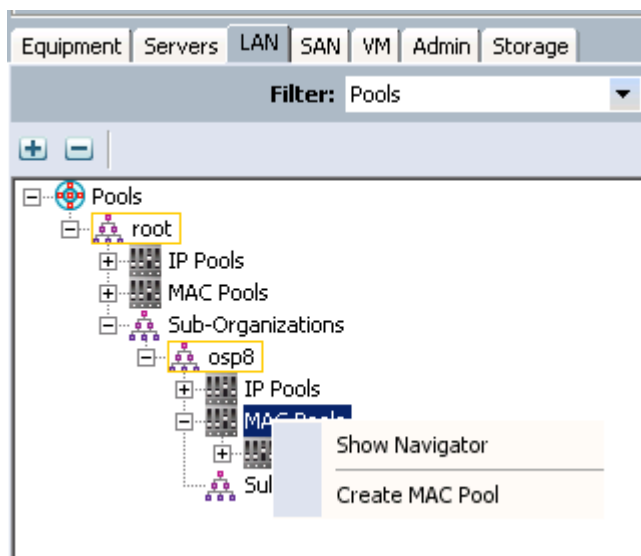 Equipment Servers LAN SAN VM Admin Storage
Filter: Pools
Pools
root
IP Pools
MAC Pools
Sub-Organizations
osp8
IP Pools
MAC Pools
Show Navigator
Create MAC Pool